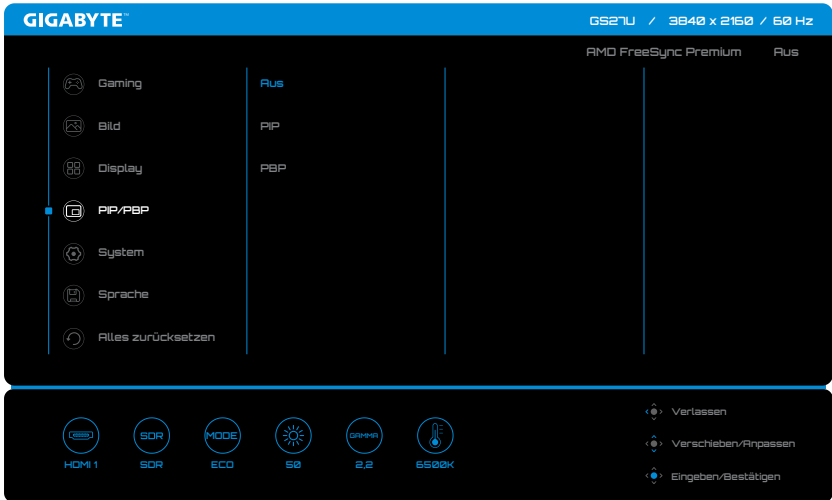 GIGABYTE™
GS27U / 3840 x 2160 / 60 Hz
AMD FreeSync Premium Aus
Gaming
Aus
Bild
PIP
Display
PBP
PIP/PBP
System
Sprache
Alles zurücksetzen
SDR
MODE
GAMMA
HDMI 1
SDR
ECO
50
2,2
6500K
Verlassen
Verschieben/Anpassen
Eingeben/Bestätigen